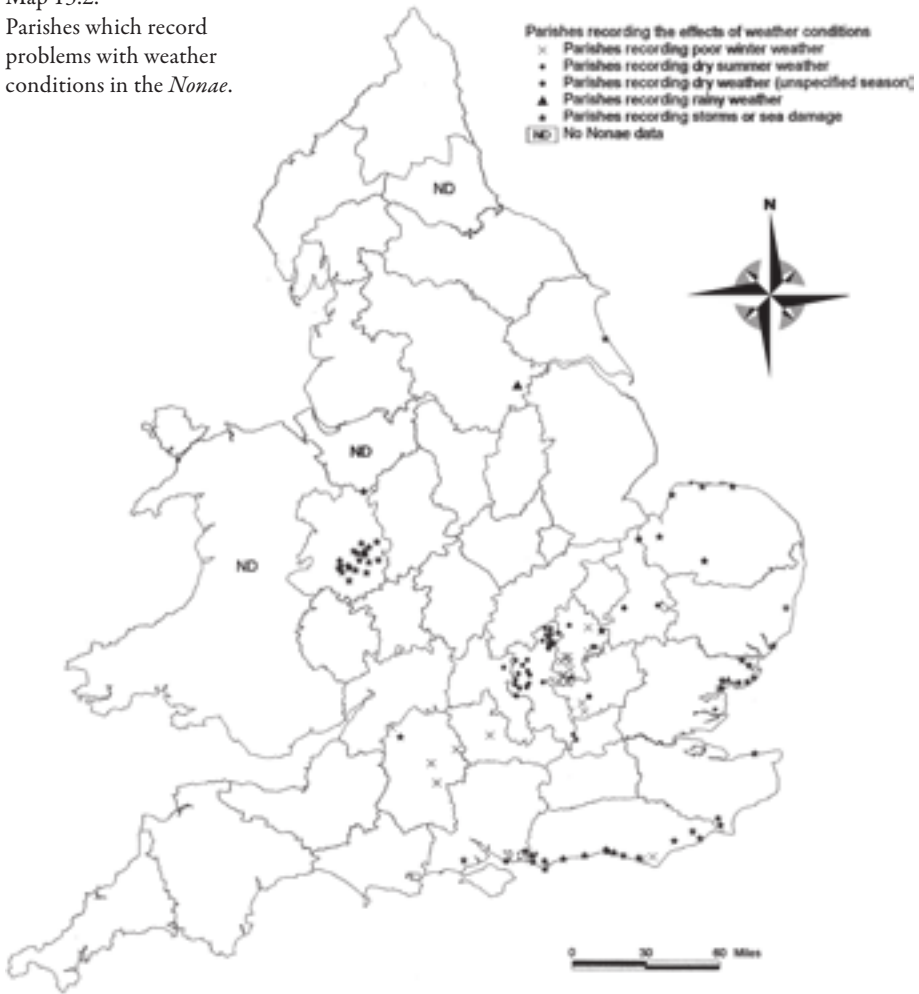 Map 13.2.
Parishes which record
problems with weather
conditions in the Nonae.
Parishes recording the effects of weather conditions
Parishes recording poor winter weather
Parishes recording dry summer weather
Parishes recording dry weather (unspecified season)
Parishes recording rainy weather
Parishes recording storms or sea damage
ND No Nonae data
ND
N
ND
ND
0 30 60 Miles